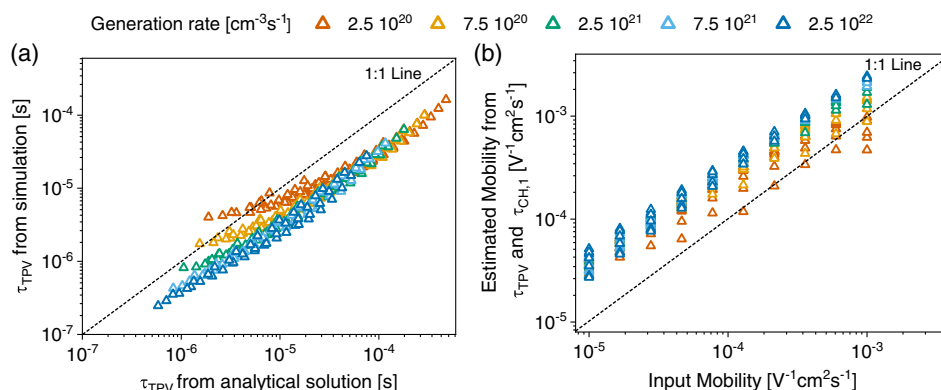 Generation rate [cm-3s-1] 2.5 10^20 7.5 10^20 2.5 10^21 7.5 10^21 2.5 10^22
(a)
1:1 Line
τTPV from simulation [s]
10^-4
10^-5
10^-6
10^-7
10^-7 10^-6 10^-5 10^-4
τTPV from analytical solution [s]
(b)
1:1 Line
Estimated Mobility from
τTPV and τCH,1 [V-1cm2s-1]
10^-3
10^-4
10^-5
10^-5 10^-4 10^-3
Input Mobility [V-1cm2s-1]